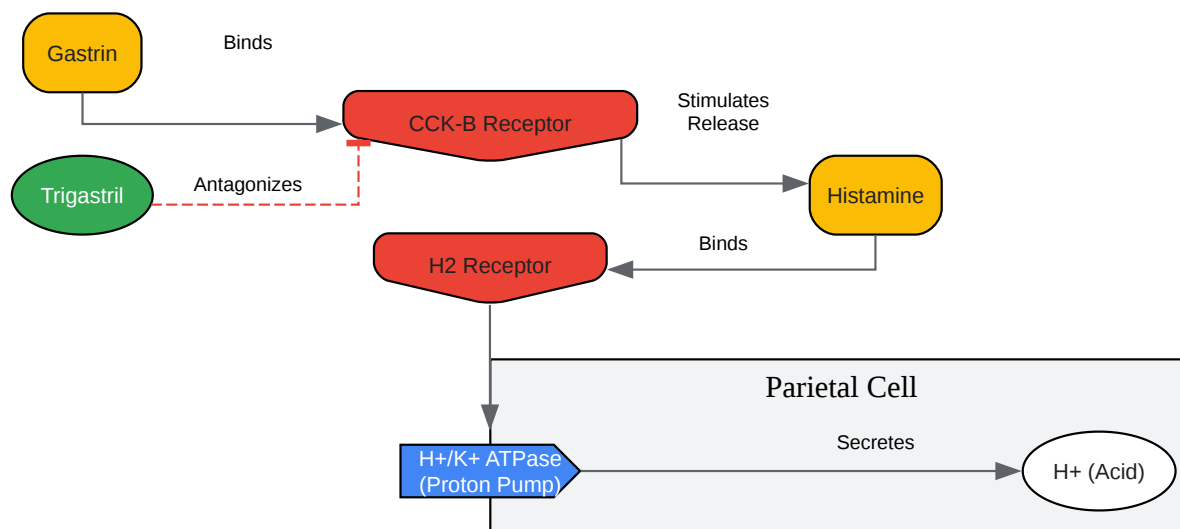 Gastrin
Binds
CCK-B Receptor
Stimulates
Release
Trigastril
Antagonizes
Histamine
H2 Receptor
Binds
Parietal Cell
H+/K+ ATPase
(Proton Pump)
Secretes
H+ (Acid)